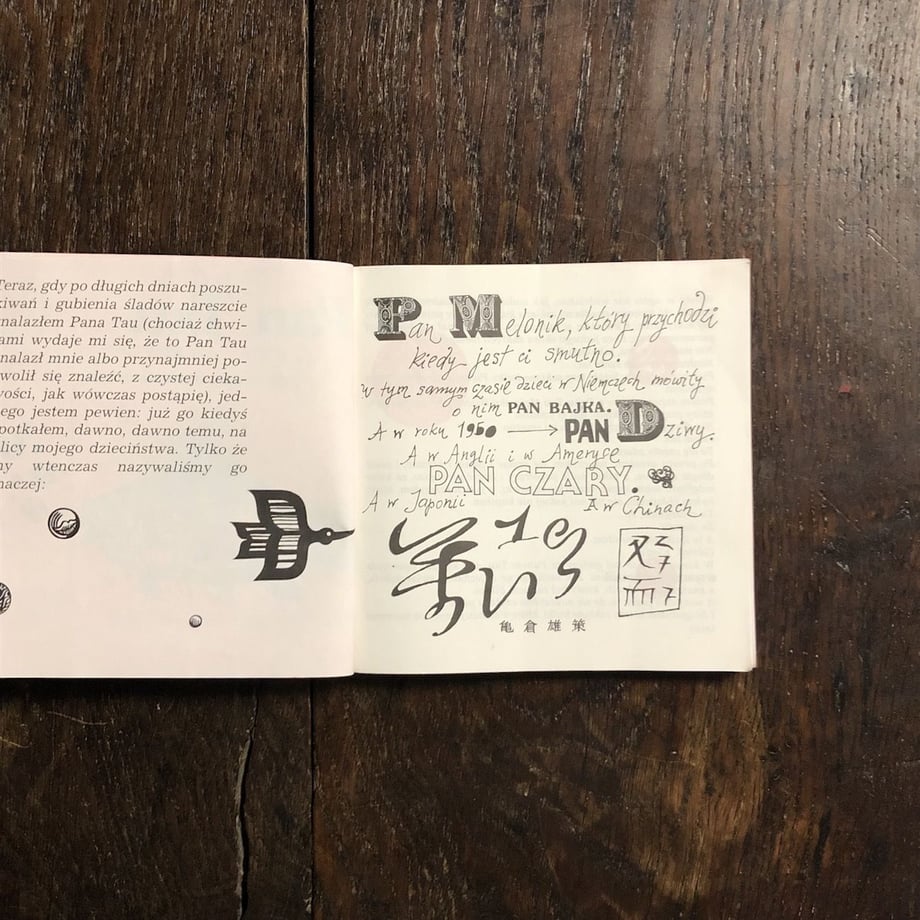 Teraz, gdy po długich dniach poszu-
kiwań i gubienia śladów nareszcie
nalazłem Pana Tau (chociaż chwi-
ami wydaje mi się, że to Pan Tau
nalazł mnie albo przynajmniej po-
wolił się znaleźć, z czystej cieka-
vości, jak wówczas postąpię), jed-
ego jestem pewien: już go kiedyś
potkałem, dawno, dawno temu, na
licy mojego dzieciństwa. Tylko że
ny wtenczas nazywaliśmy go
naczej:
Pan Melonik, który przychodzi
kiedy jest ci smutno.
w tym samym czasie dzieci w Niemczech mówiły
o nim PAN BAJKA.
A w roku 1950 → PAN Dziwy.
A w Anglii i w Ameryce
PAN CZARY.
A w Japonii
A w Chinach
亀倉雄策